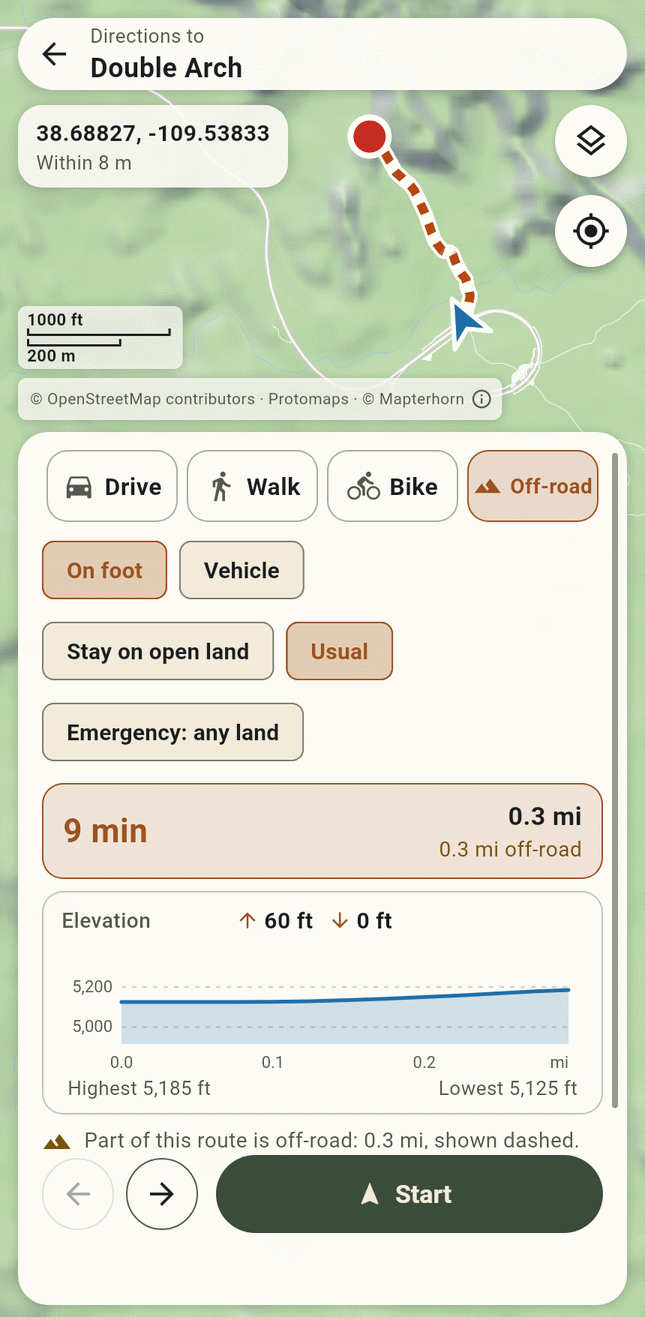 Directions to
Double Arch
38.68827, -109.53833
Within 8 m
1000 ft
200 m
© OpenStreetMap contributors · Protomaps · © Mapterhorn
Drive
Walk
Bike
Off-road
On foot
Vehicle
Stay on open land
Usual
Emergency: any land
9 min
0.3 mi
0.3 mi off-road
Elevation
↑ 60 ft ↓ 0 ft
5,200
5,000
0.0 0.1 0.2 mi
Highest 5,185 ft
Lowest 5,125 ft
Part of this route is off-road: 0.3 mi, shown dashed.
Start